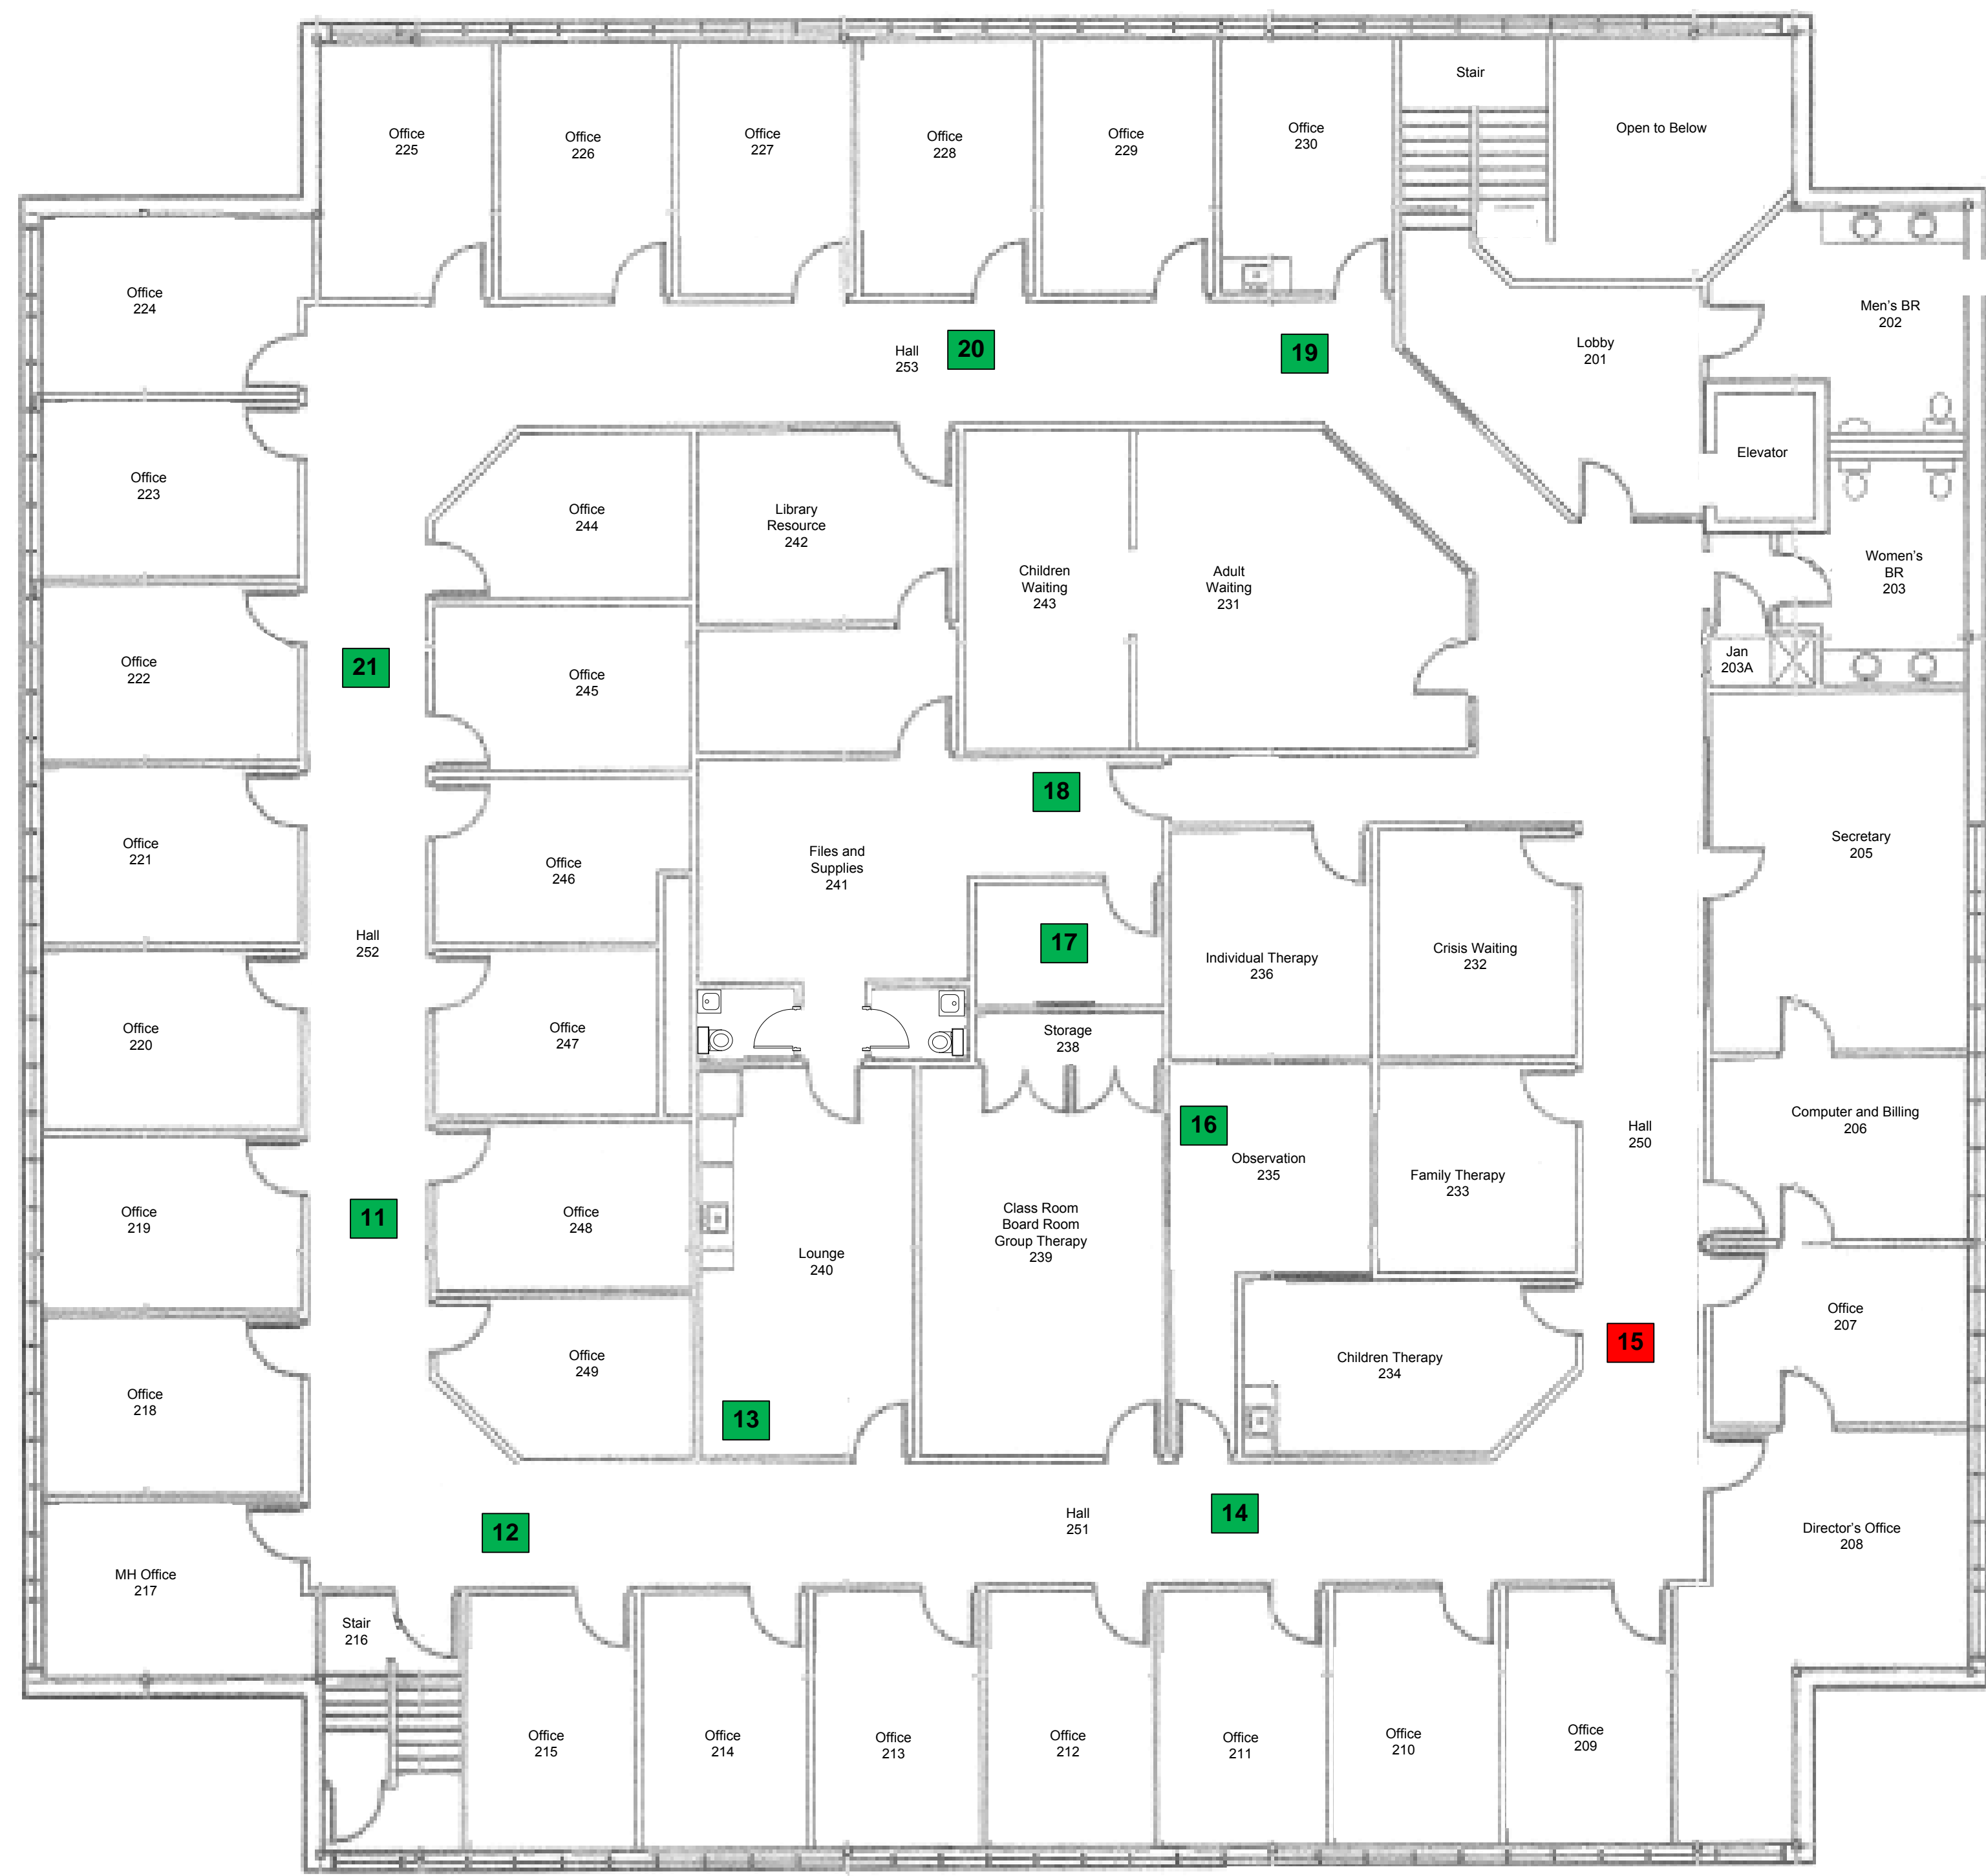 Stair
Open to Below
Office
225
Office
226
Office
227
Office
228
Office
229
Office
230
Office
224
Men's BR
202
Lobby
201
Hall
253
20
19
Elevator
Office
223
Office
244
Library
Resource
242
Children
Waiting
243
Adult
Waiting
231
Women's
BR
203
Jan
203A
Office
222
21
Office
245
18
Office
221
Office
246
Files and
Supplies
241
Secretary
205
Hall
252
17
Individual Therapy
236
Crisis Waiting
232
Office
220
Office
247
Storage
238
16
Observation
235
Family Therapy
233
Hall
250
Computer and Billing
206
Office
219
11
Office
248
Lounge
240
Class Room
Board Room
Group Therapy
239
Office
207
15
Office
218
Office
249
Children Therapy
234
13
12
Hall
251
14
Director's Office
208
MH Office
217
Stair
216
Office
215
Office
214
Office
213
Office
212
Office
211
Office
210
Office
209